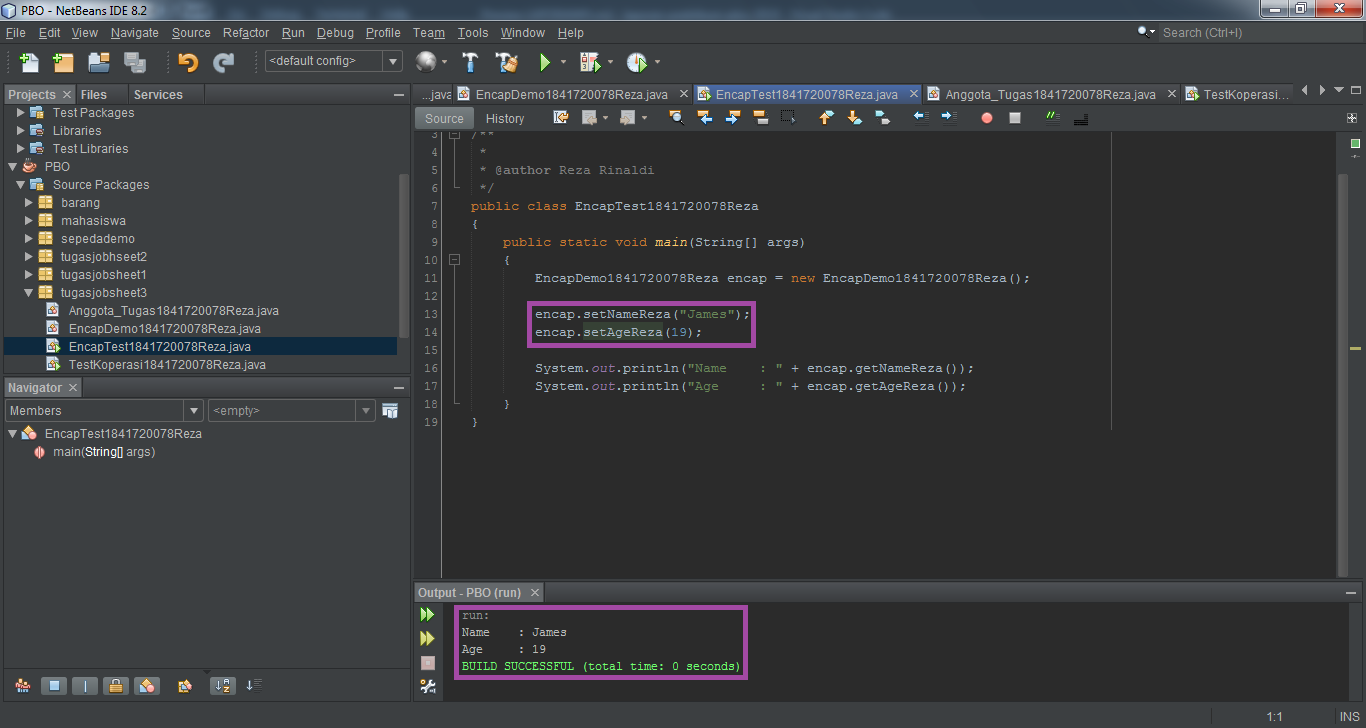 PBO - NetBeans IDE 8.2
File Edit View Navigate Source Refactor Run Debug Profile Team Tools Window Help
Search (Ctrl+I)
<default config>
Projects Files Services
Test Packages
Libraries
Test Libraries
PBO
Source Packages
barang
mahasiswa
sepedademo
tugasjobhseet2
tugasjobsheet1
tugasjobsheet3
Anggota_Tugas1841720078Reza.java
EncapDemo1841720078Reza.java
EncapTest1841720078Reza.java
TestKoperasi1841720078Reza.java
Navigator
Members <empty>
EncapTest1841720078Reza
main(String[] args)
...java EncapDemo1841720078Reza.java EncapTest1841720078Reza.java Anggota_Tugas1841720078Reza.java TestKoperasi...
Source History
3 /**
4 *
5 * @author Reza Rinaldi
6 */
7 public class EncapTest1841720078Reza
8 {
9 public static void main(String[] args)
10 {
11 EncapDemo1841720078Reza encap = new EncapDemo1841720078Reza();
12
13 encap.setNameReza("James");
14 encap.setAgeReza(19);
15
16 System.out.println("Name    : " + encap.getNameReza());
17 System.out.println("Age     : " + encap.getAgeReza());
18 }
19 }
Output - PBO (run)
run:
Name    : James
Age     : 19
BUILD SUCCESSFUL (total time: 0 seconds)
1:1 INS